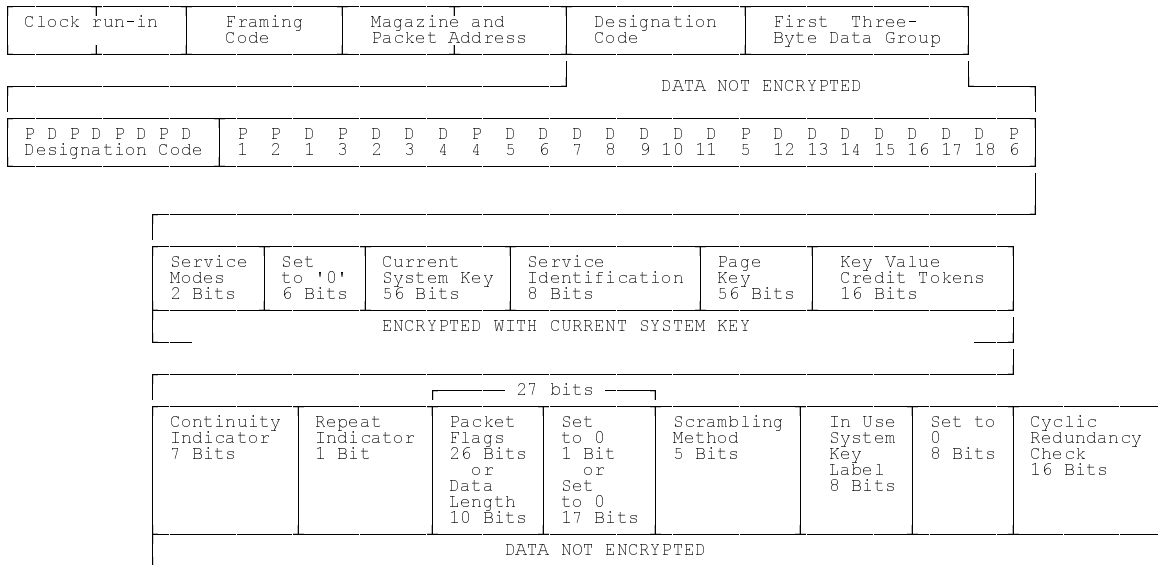 Clock run-in Framing Code Magazine and Packet Address Designation Code First Three-Byte Data Group
DATA NOT ENCRYPTED
P D P D P D P D
Designation Code
P P D P D D D P D D D D D D D P D D D D D D D P
1 2 1 3 2 3 4 4 5 6 7 8 9 10 11 5 12 13 14 15 16 17 18 6
Service
Modes
2 Bits
Set
to '0'
6 Bits
Current
System Key
56 Bits
Service
Identification
8 Bits
Page
Key
56 Bits
Key Value
Credit Tokens
16 Bits
ENCRYPTED WITH CURRENT SYSTEM KEY
27 bits
Continuity
Indicator
7 Bits
Repeat
Indicator
1 Bit
Packet
Flags
26 Bits
or
Data
Length
10 Bits
Set
to 0
1 Bit
or
Set
to 0
17 Bits
Scrambling
Method
5 Bits
In Use
System
Key
Label
8 Bits
Set to
0
8 Bits
Cyclic
Redundancy
Check
16 Bits
DATA NOT ENCRYPTED